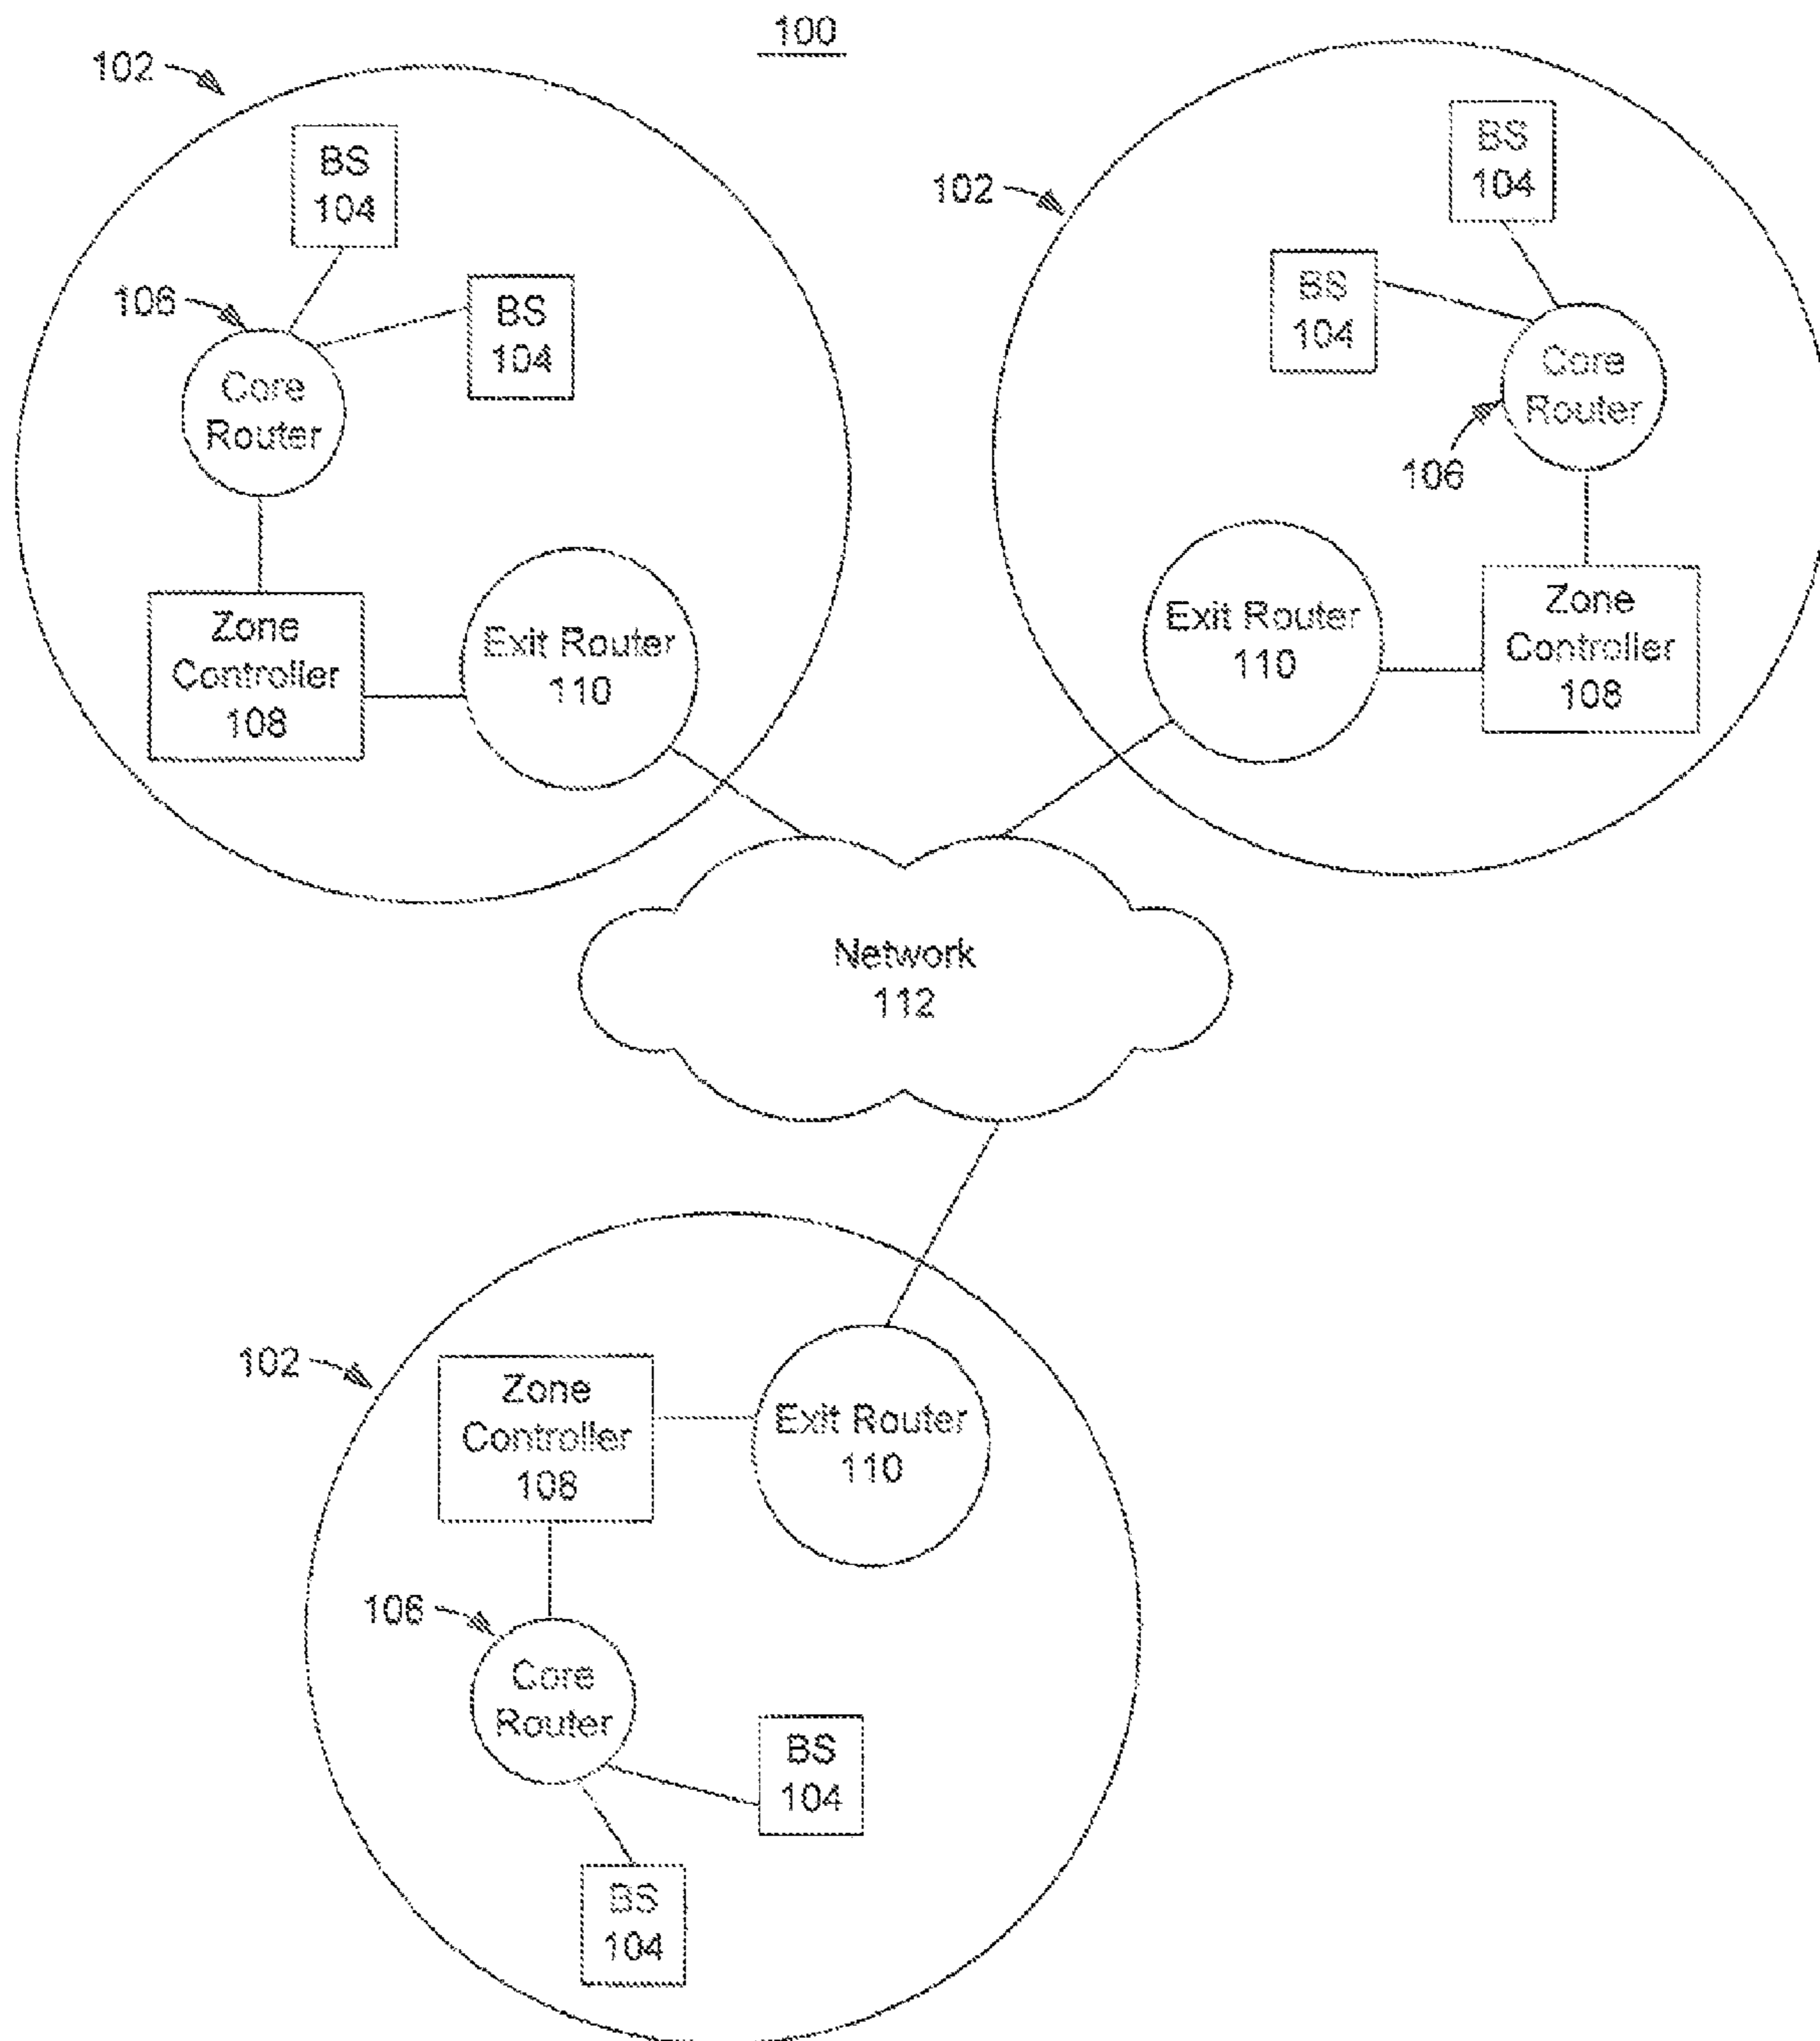 100
102
BS
104
BS
104
106
Core
Router
Zone
Controller
108
Exit Router
110
102
BS
104
BS
104
Core
Router
106
Exit Router
110
Zone
Controller
108
Network
112
102
Zone
Controller
108
Exit Router
110
106
Core
Router
BS
104
BS
104